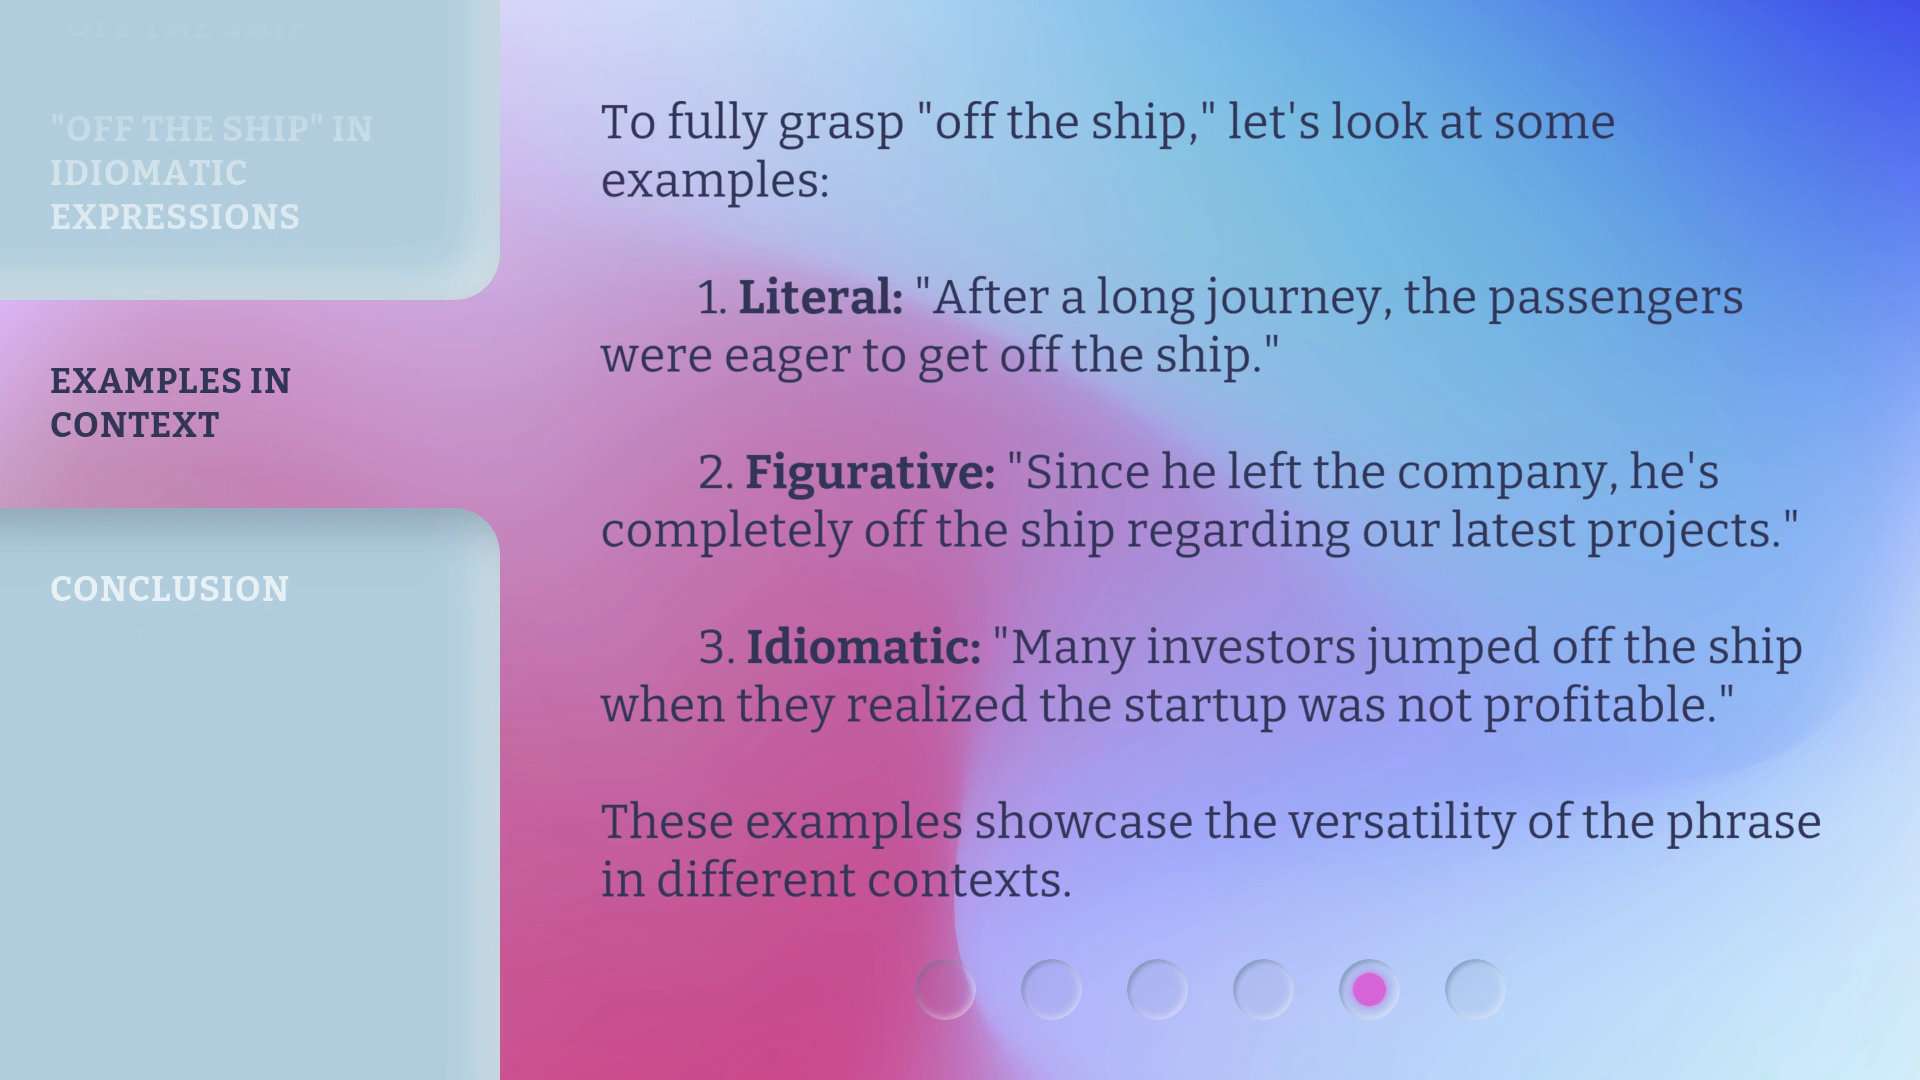 "OFF THE SHIP" IN
IDIOMATIC
EXPRESSIONS
EXAMPLES IN
CONTEXT
CONCLUSION
To fully grasp "off the ship," let's look at some
examples:
1. Literal: "After a long journey, the passengers
were eager to get off the ship."
2. Figurative: "Since he left the company, he's
completely off the ship regarding our latest projects."
3. Idiomatic: "Many investors jumped off the ship
when they realized the startup was not profitable."
These examples showcase the versatility of the phrase
in different contexts.